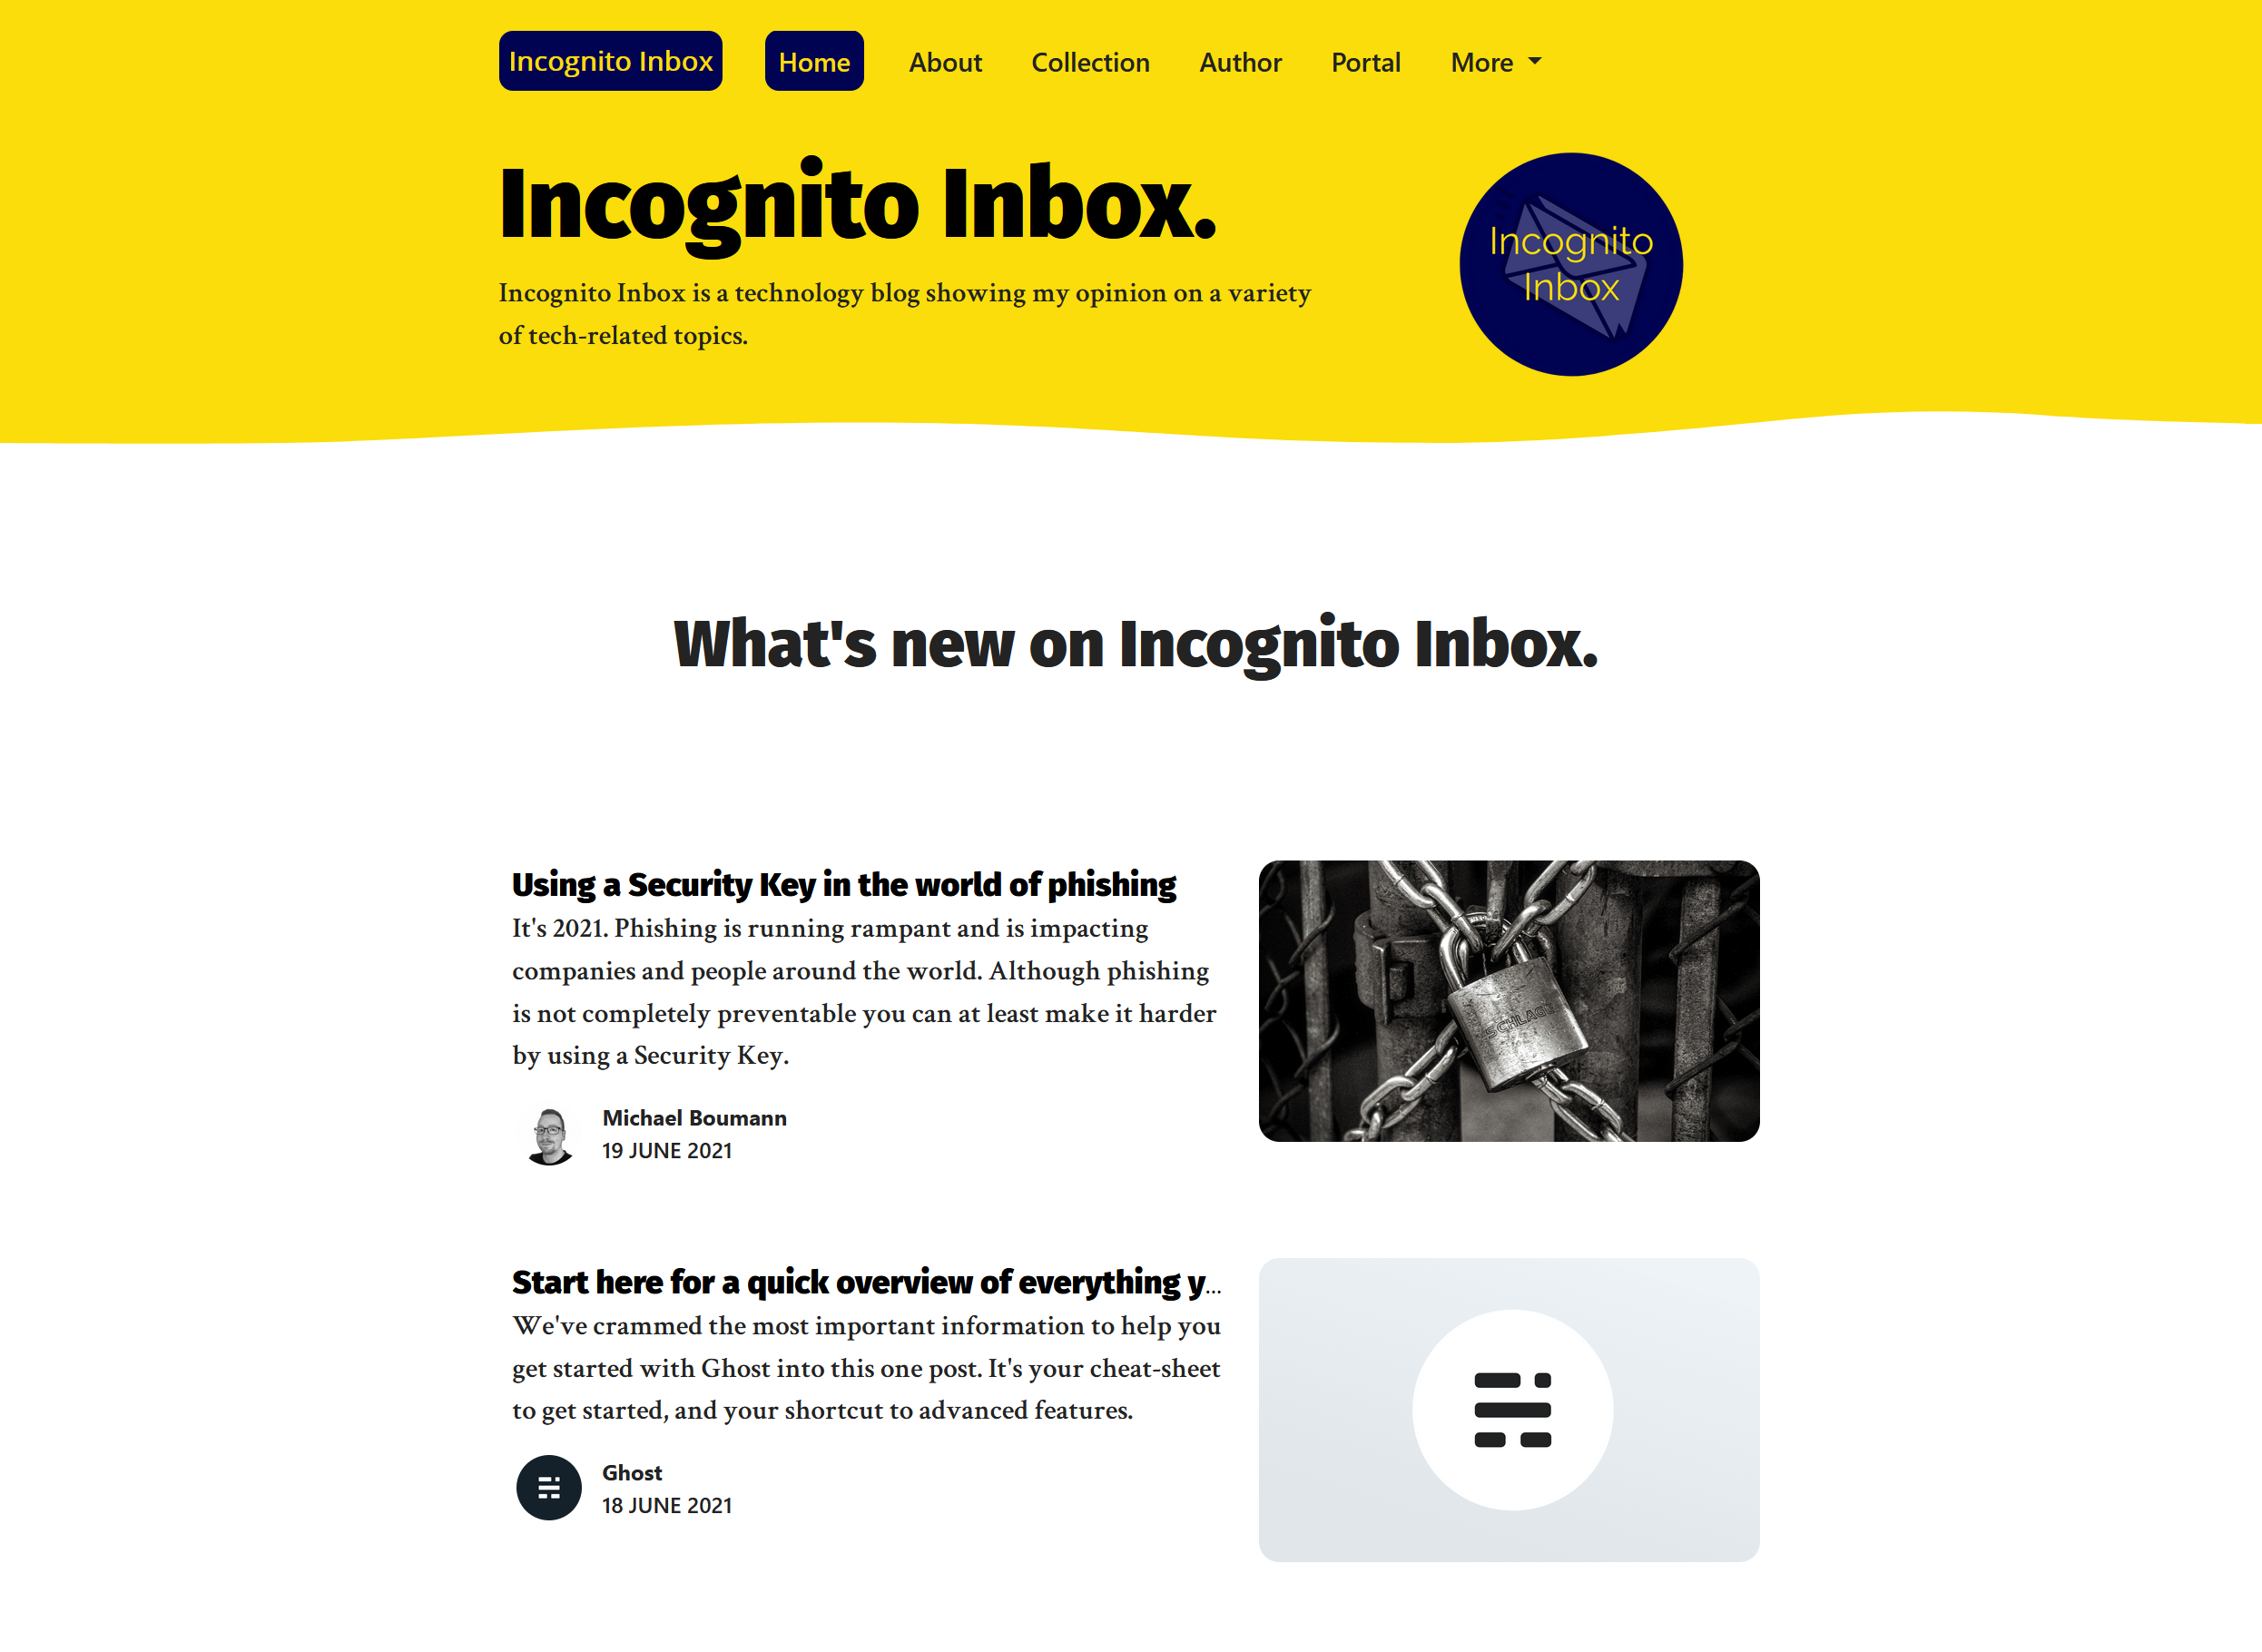 Incognito Inbox Home About Collection Author Portal More
Incognito Inbox.
Incognito Inbox is a technology blog showing my opinion on a variety
of tech-related topics.
Incognito
Inbox
What's new on Incognito Inbox.
Using a Security Key in the world of phishing
It's 2021. Phishing is running rampant and is impacting
companies and people around the world. Although phishing
is not completely preventable you can at least make it harder
by using a Security Key.
Michael Boumann
19 JUNE 2021
SCHLAGE
Start here for a quick overview of everything y...
We've crammed the most important information to help you
get started with Ghost into this one post. It's your cheat-sheet
to get started, and your shortcut to advanced features.
Ghost
18 JUNE 2021